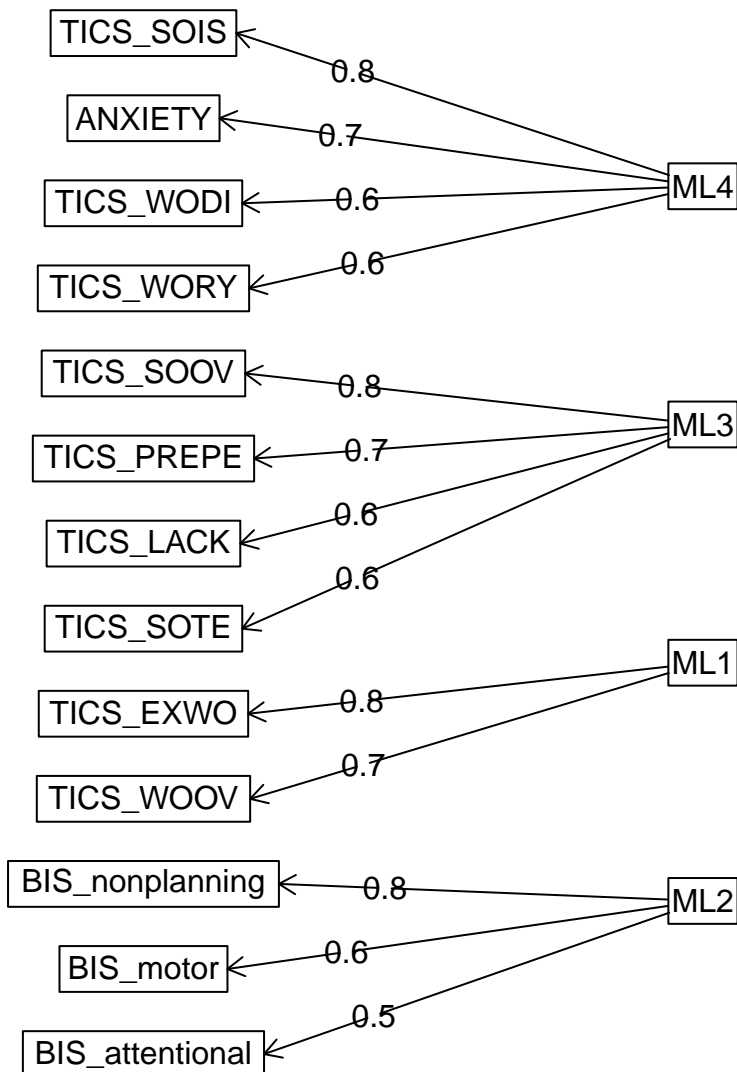 TICS_SOIS
0.8
ANXIETY
0.7
ML4
TICS_WODI
0.6
TICS_WORY
0.6
TICS_SOOV
0.8
ML3
TICS_PREPE
0.7
TICS_LACK
0.6
TICS_SOTE
0.6
ML1
TICS_EXWO
0.8
TICS_WOOV
0.7
BIS_nonplanning
0.8
ML2
BIS_motor
0.6
BIS_attentional
0.5